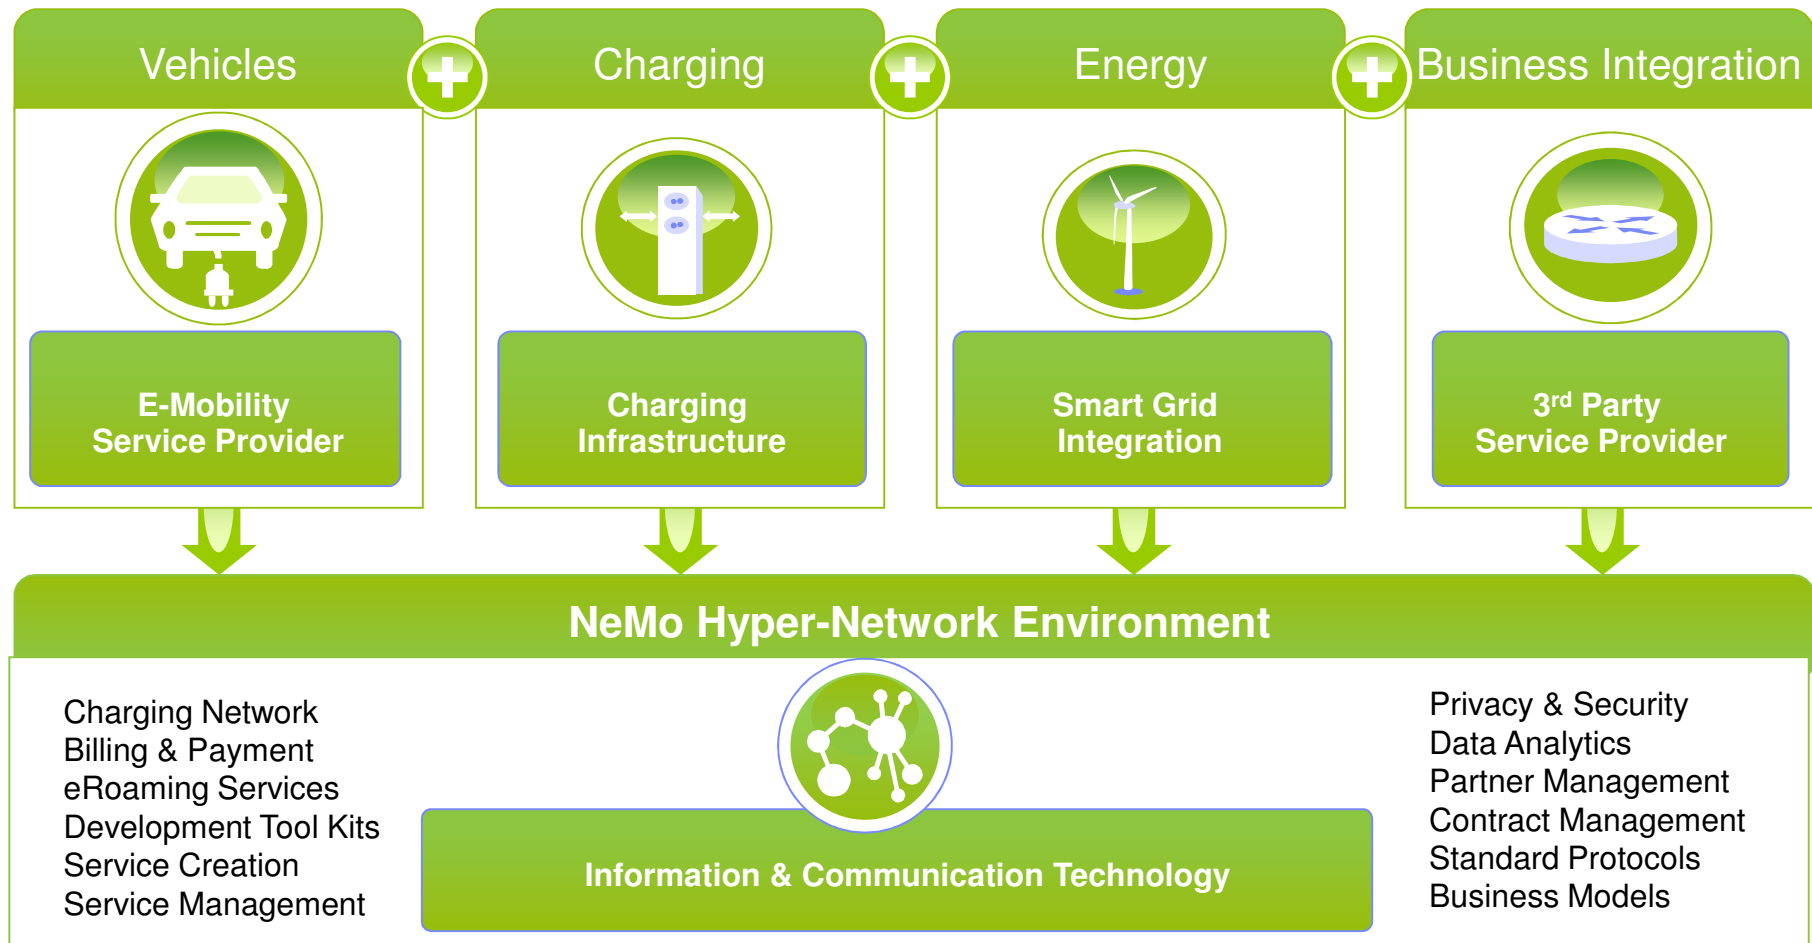 Vehicles
Charging
Energy
Business Integration
E-Mobility
Service Provider
Charging
Infrastructure
Smart Grid
Integration
3rd Party
Service Provider
NeMo Hyper-Network Environment
Charging Network
Billing & Payment
eRoaming Services
Development Tool Kits
Service Creation
Service Management
Information & Communication Technology
Privacy & Security
Data Analytics
Partner Management
Contract Management
Standard Protocols
Business Models